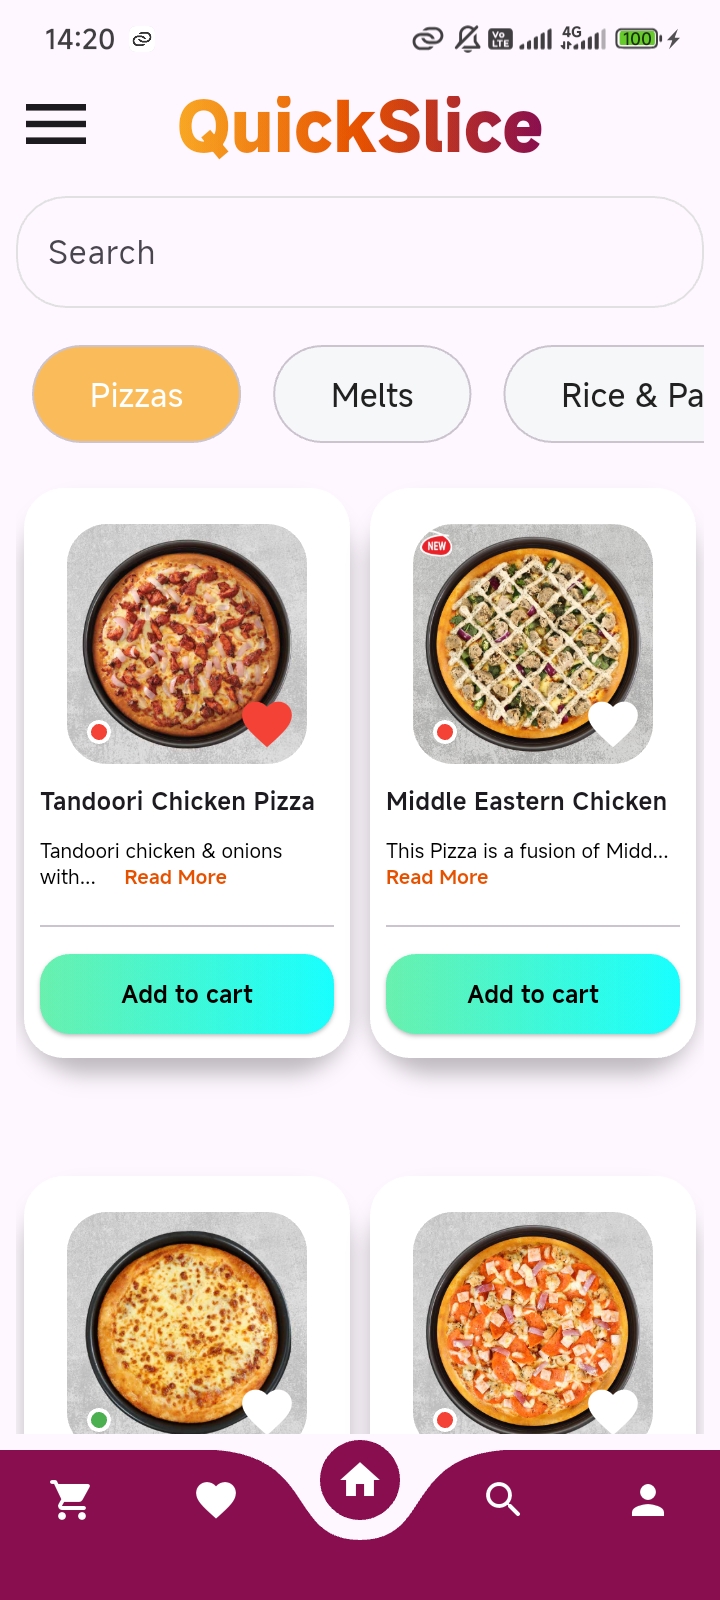 14:20
Vo LTE
4G
100
QuickSlice
Search
Pizzas
Melts
Rice & Pa
NEW
Tandoori Chicken Pizza
Middle Eastern Chicken
Tandoori chicken & onions
with... Read More
This Pizza is a fusion of Midd...
Read More
Add to cart
Add to cart